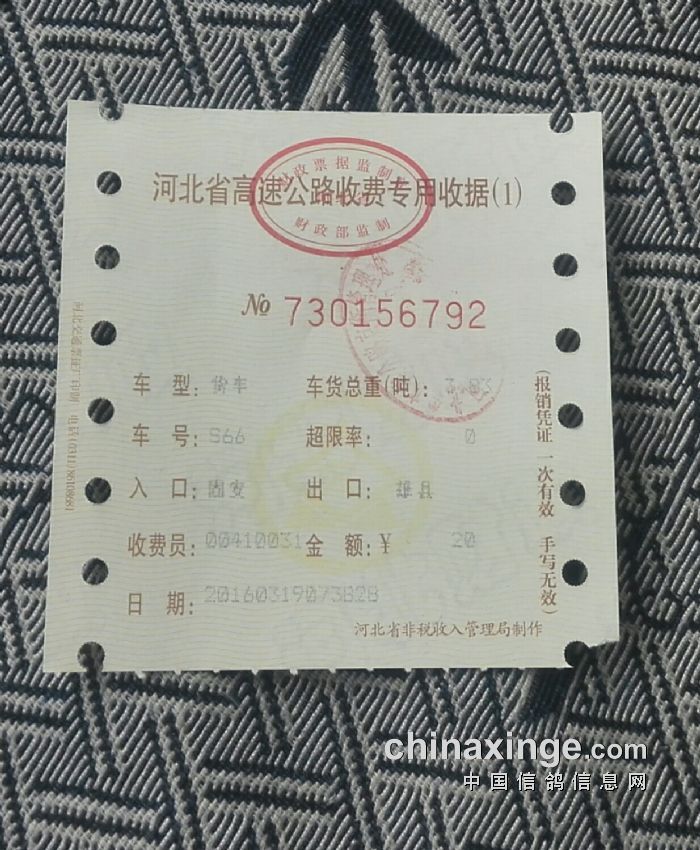 财政票据监制章
河北省高速公路收费专用收据(1)
财政部监制
№ 730156792
车 型: 货车 车货总重(吨):
车 号: S66 超限率: 0
入 口: 固安 出 口: 雄县
收费员: 00410031 金 额: ¥ 20
日 期: 20160319073828
河北省非税收入管理局制作
(报销凭证 一次有效 手写无效)
chinaxinge.com
中国信鸽信息网